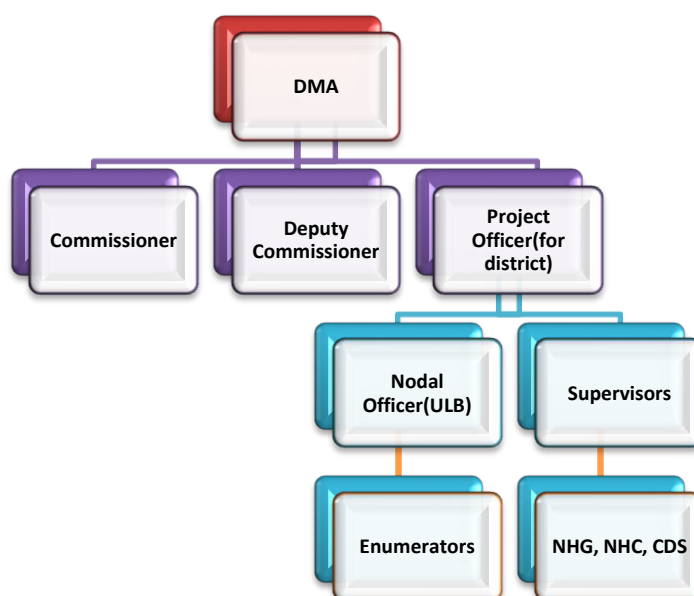 DMA
Commissioner
Deputy
Commissioner
Project
Officer(for
district)
Nodal
Officer(ULB)
Supervisors
Enumerators
NHG, NHC, CDS